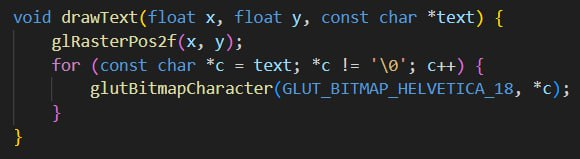 void drawText(float x, float y, const char *text) {
    glRasterPos2f(x, y);
    for (const char *c = text; *c != '\0'; c++) {
        glutBitmapCharacter(GLUT_BITMAP_HELVETICA_18, *c);
    }
}